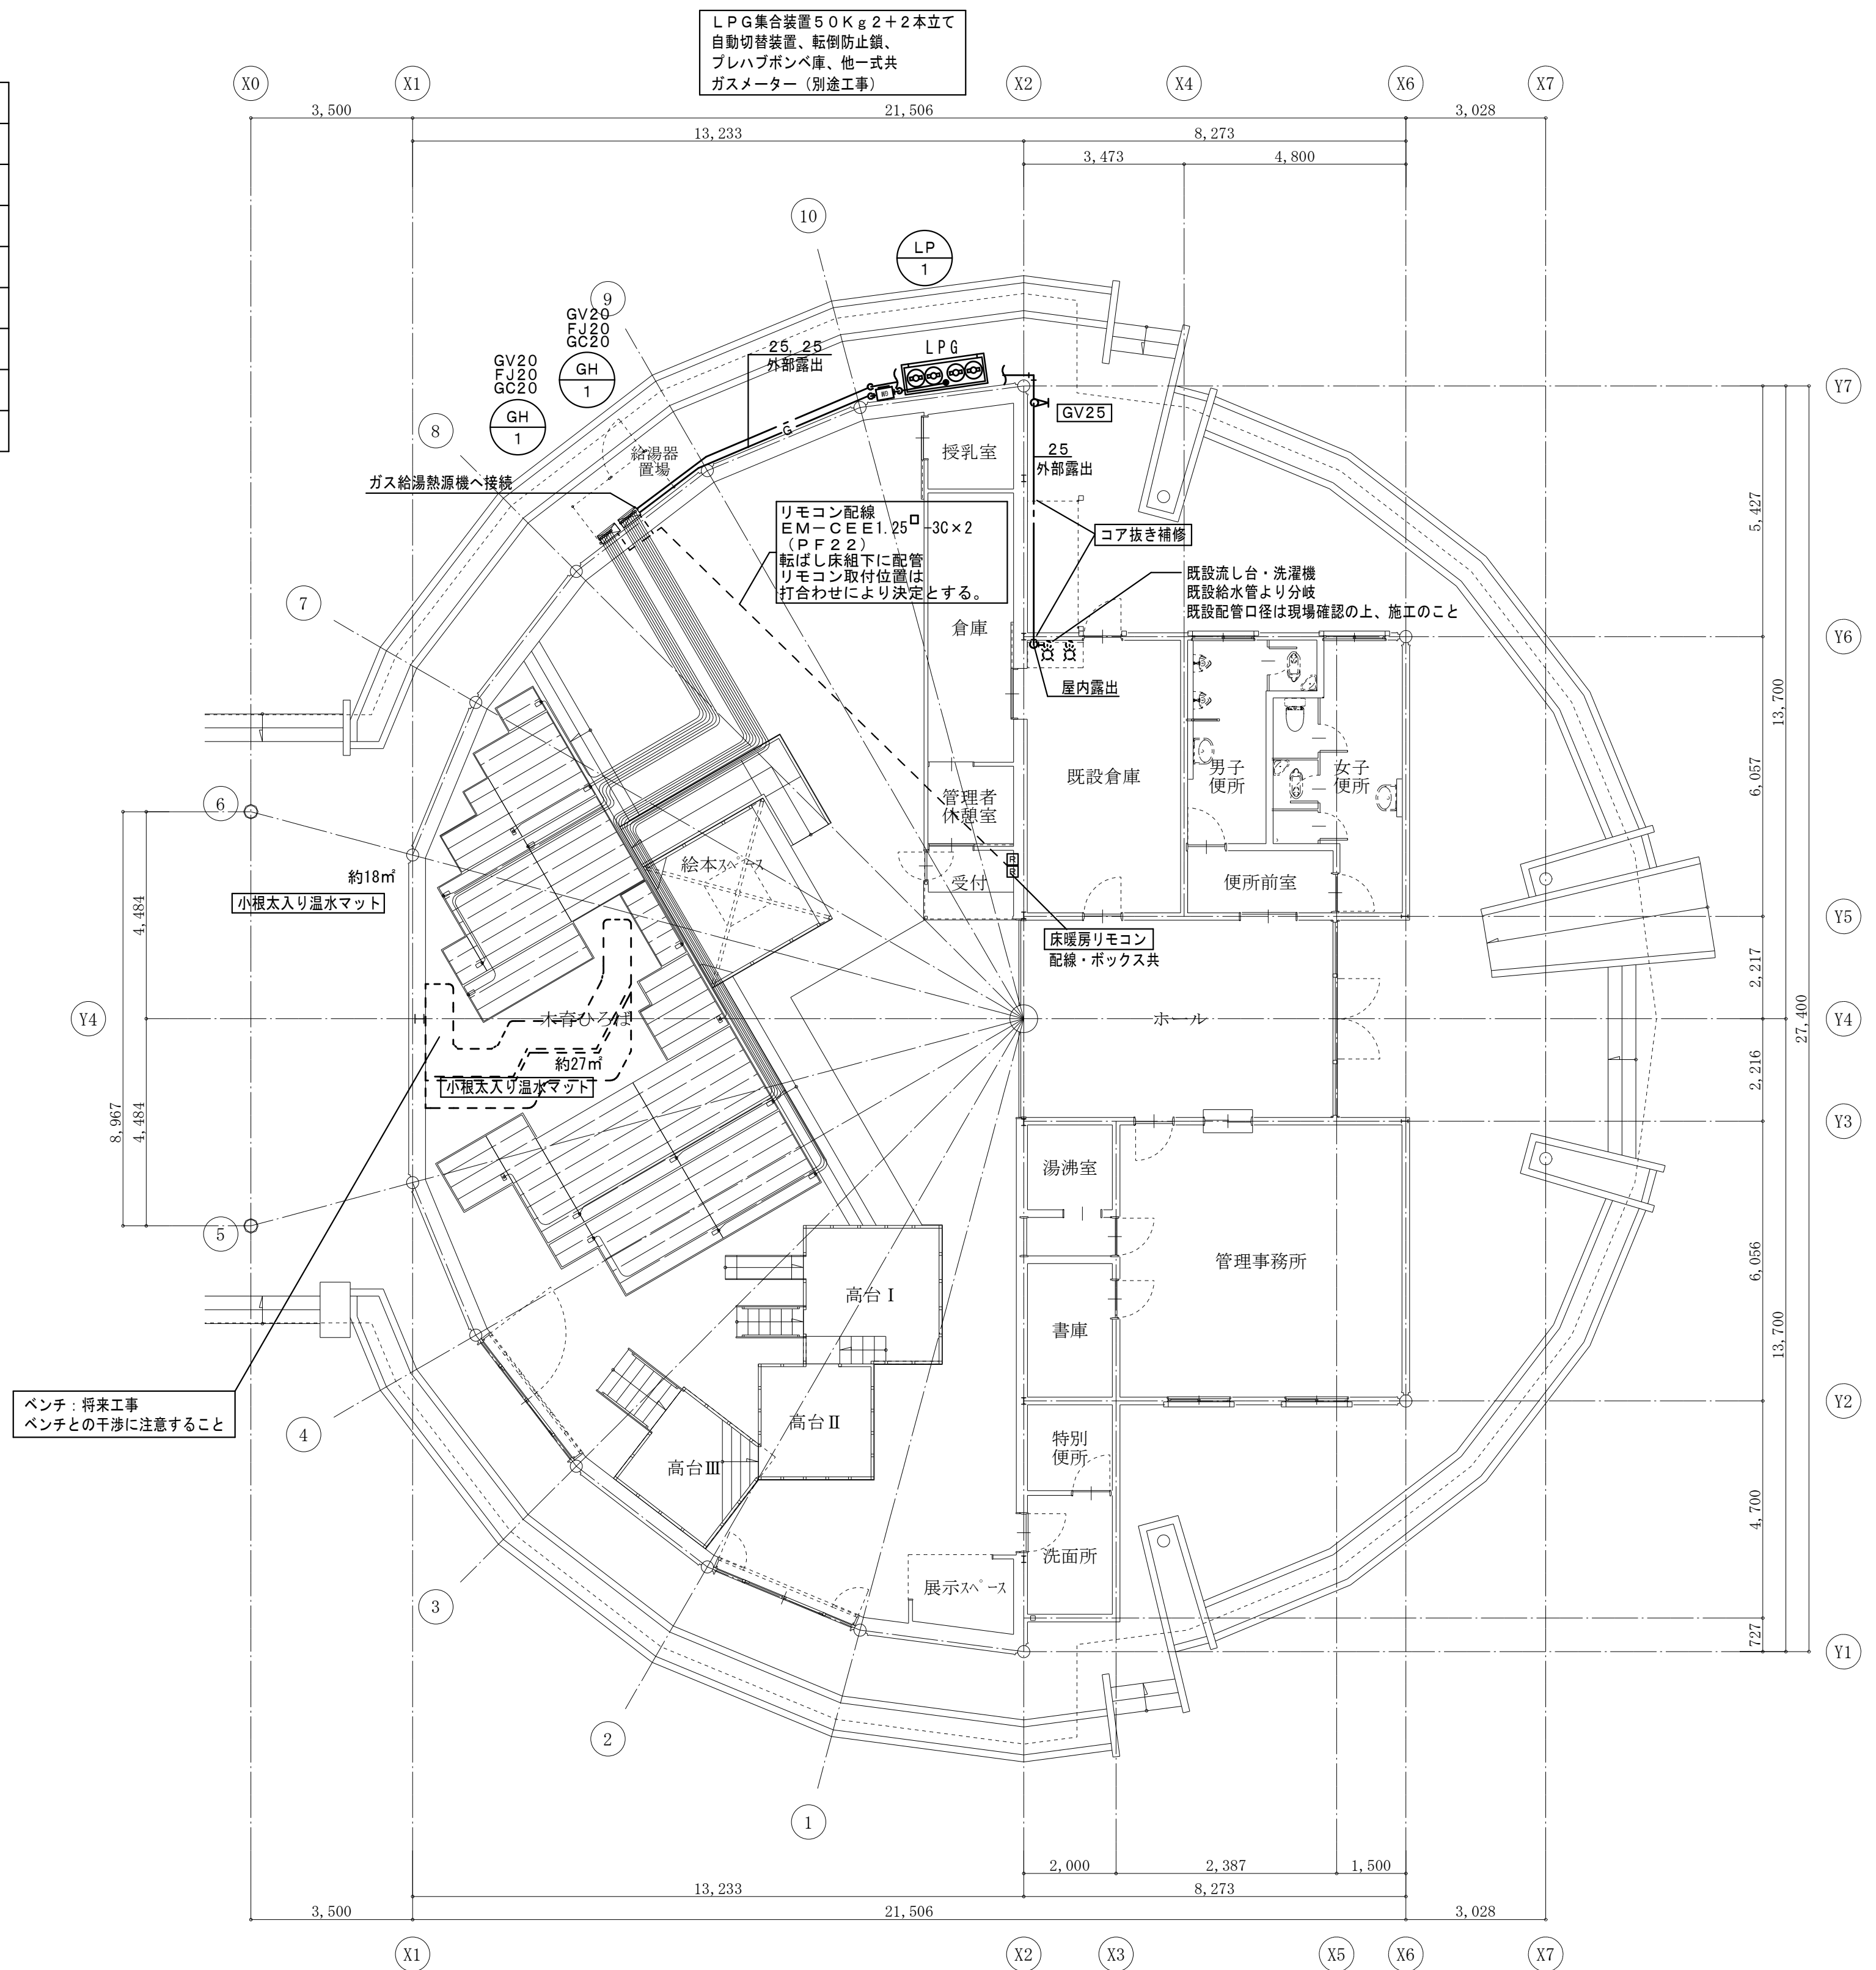 LPG集合装置50Kg2+2本立て
自動切替装置、転倒防止鎖、
プレハブボンベ庫、他一式共
ガスメーター（別途工事）
X0
X1
X2
X4
X6
X7
3,500
21,506
3,028
13,233
8,273
3,473
4,800
10
LP
1
9
GV20
FJ20
GC20
GH
1
GV20
FJ20
GC20
GH
1
25 25
外部露出
LPG
Y7
GV25
8
給湯器
置場
G
授乳室
25
外部露出
ガス給湯熱源機へ接続
リモコン配線
EM-CEE1.25□-3C×2
（PF22）
転ばし床組下に配管
リモコン取付位置は
打合わせにより決定とする。
コア抜き補修
5,427
既設流し台・洗濯機
既設給水管より分岐
既設配管口径は現場確認の上、施工のこと
7
倉庫
Y6
屋内露出
13,700
6
管理者
休憩室
既設倉庫
男子
便所
女子
便所
6,057
絵本スペース
約18㎡
小根太入り温水マット
受付
R
R
便所前室
4,484
床暖房リモコン
配線・ボックス共
Y5
2,217
27,400
Y4
木育ひろば
ホール
Y4
約27㎡
小根太入り温水マット
2,216
8,967
4,484
Y3
湯沸室
5
管理事務所
6,056
高台Ⅰ
書庫
13,700
ベンチ：将来工事
ベンチとの干渉に注意すること
4
高台Ⅱ
Y2
特別
便所
高台Ⅲ
4,700
洗面所
3
展示スペース
727
Y1
2
1
2,000
2,387
1,500
13,233
8,273
3,500
21,506
3,028
X1
X2
X3
X5
X6
X7